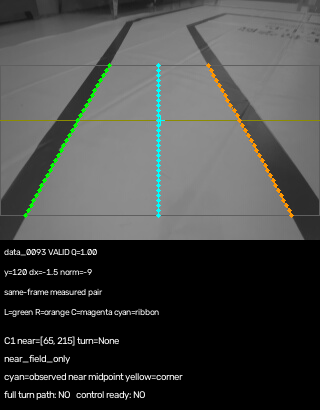 data_0093 VALID Q=1.00
y=120 dx=-1.5 norm=-9
same-frame measured pair
L=green R=orange C=magenta cyan=ribbon
C1 near=[65, 215] turn=None
near_field_only
cyan=observed near midpoint yellow=corner
full turn path: NO control ready: NO